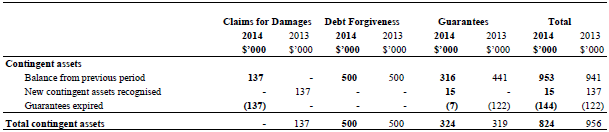 Claims for Damages Debt Forgiveness Guarantees Total
2014 2013 2014 2013 2014 2013 2014 2013
$'000 $'000 $'000 $'000 $'000 $'000 $'000 $'000
Contingent assets
Balance from previous period 137 - 500 500 316 441 953 941
New contingent assets recognised - 137 - - 15 - 15 137
Guarantees expired (137) - - - (7) (122) (144) (122)
Total contingent assets - 137 500 500 324 319 824 956